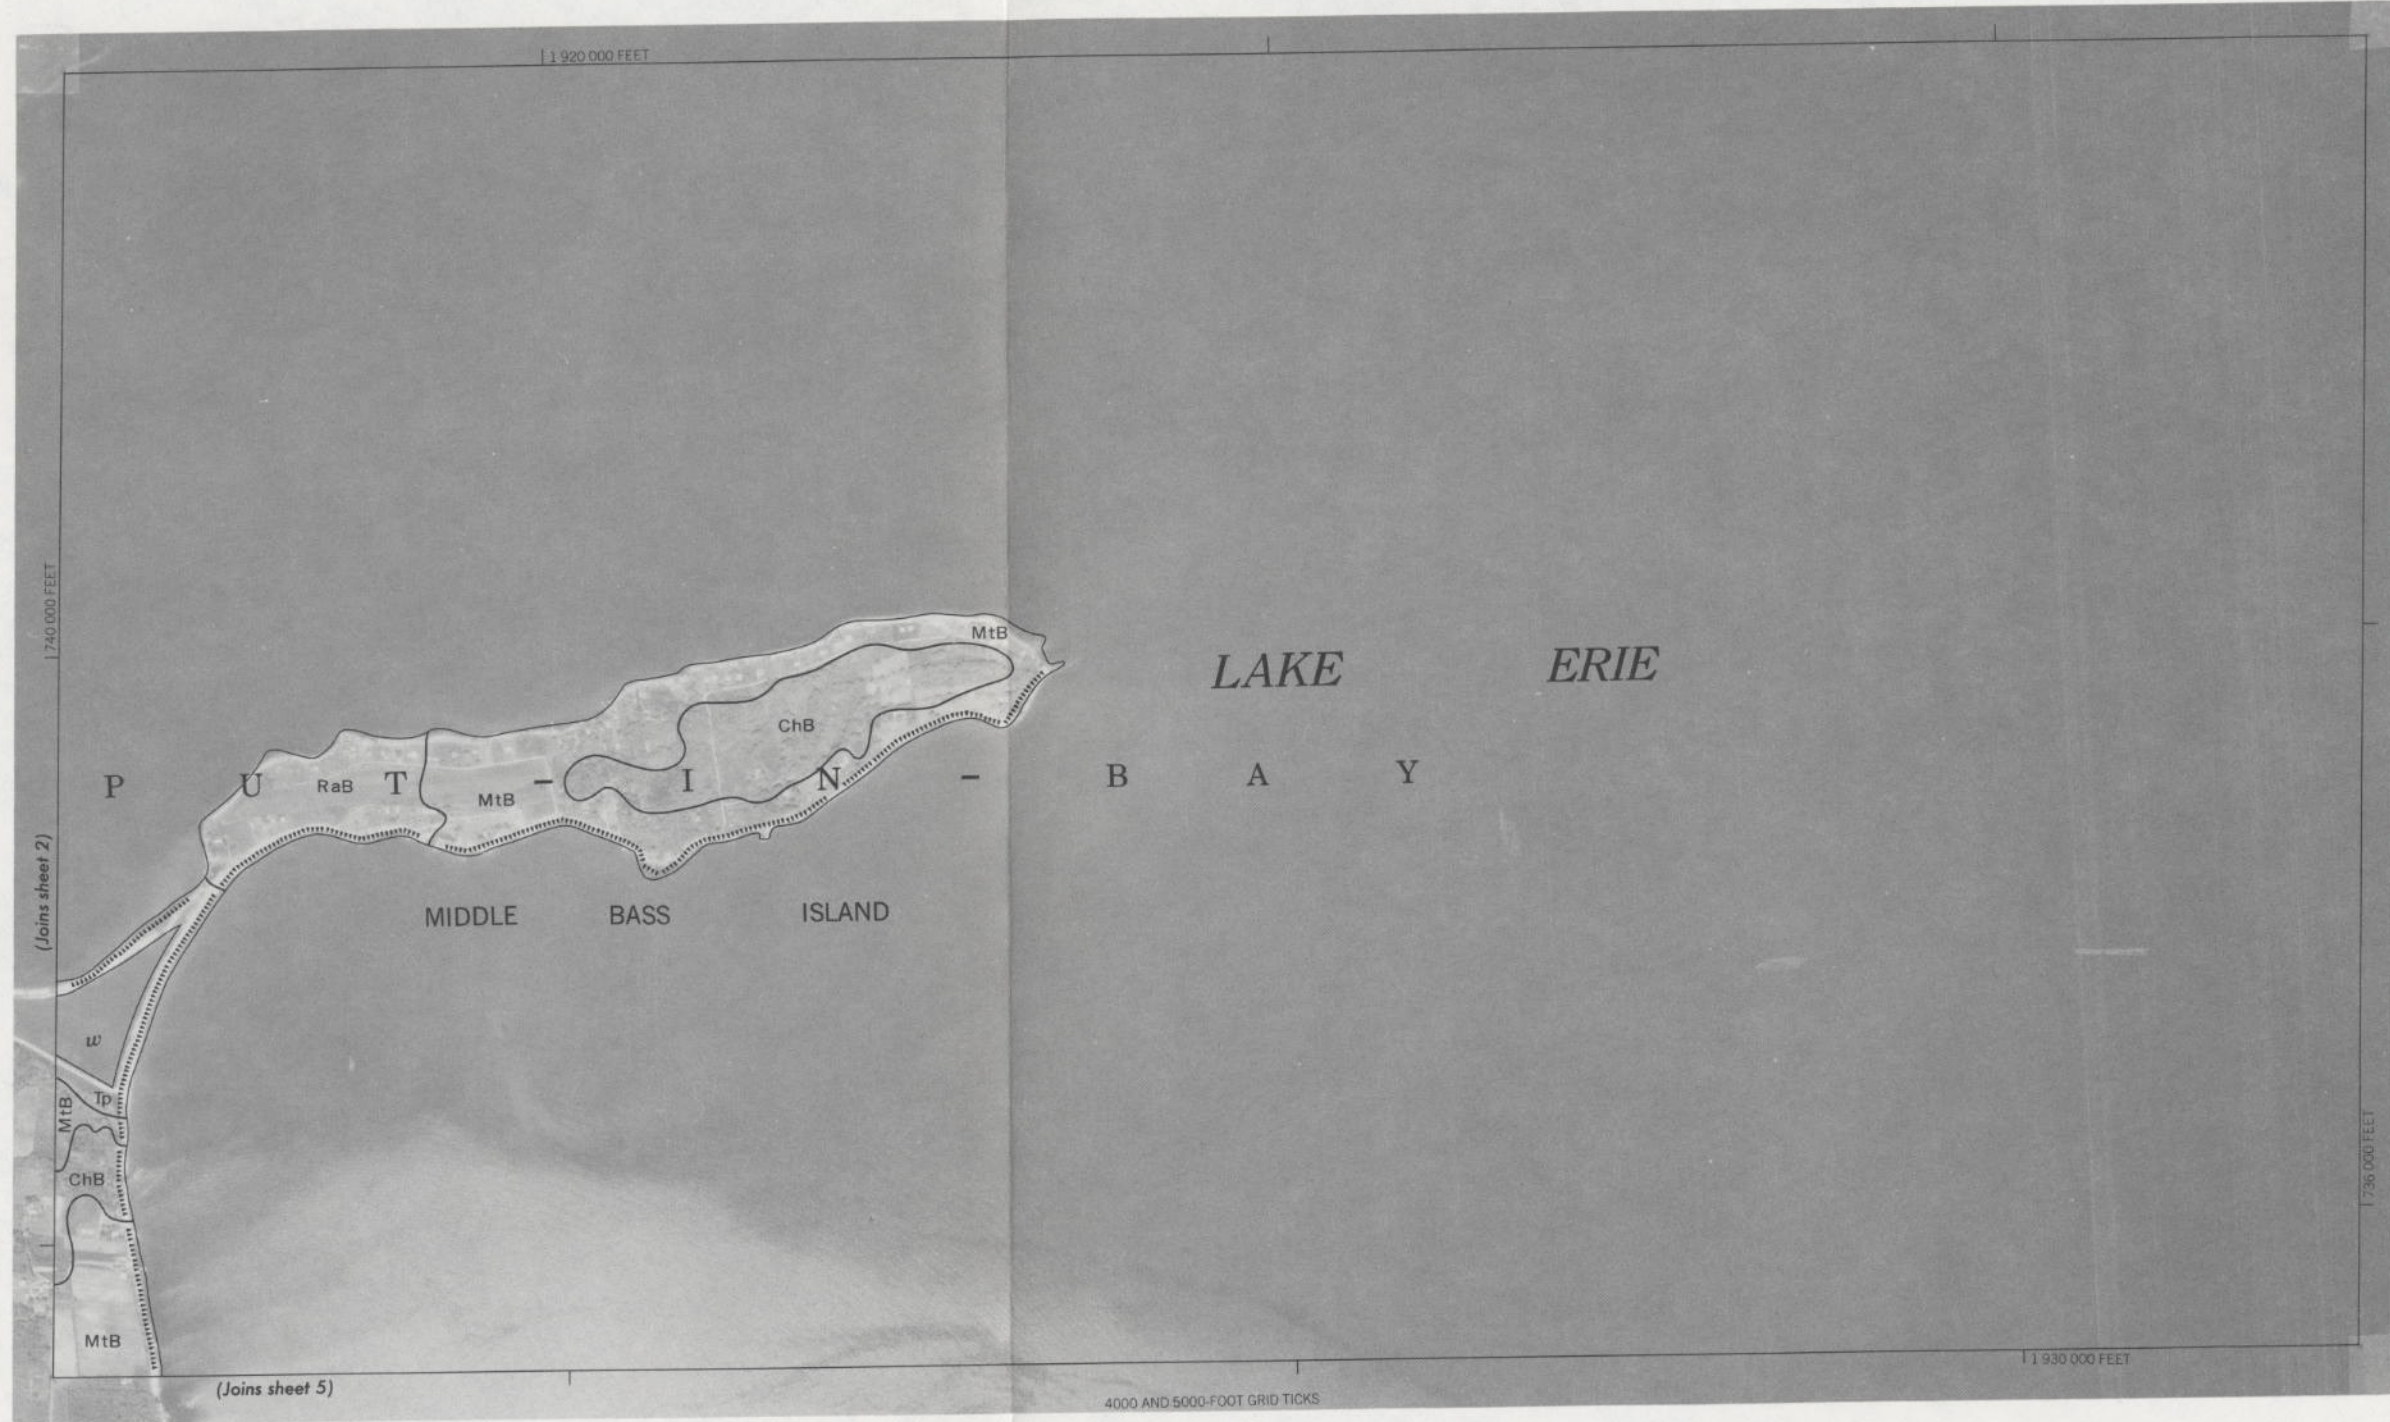 1 920 000 FEET
740 000 FEET
MtB
LAKE ERIE
ChB
P U T - I N - B A Y
RaB
MtB
(Joins sheet 2)
MIDDLE BASS ISLAND
w
Tp
MtB
ChB
736 000 FEET
MtB
1 930 000 FEET
(Joins sheet 5)
4000 AND 5000-FOOT GRID TICKS